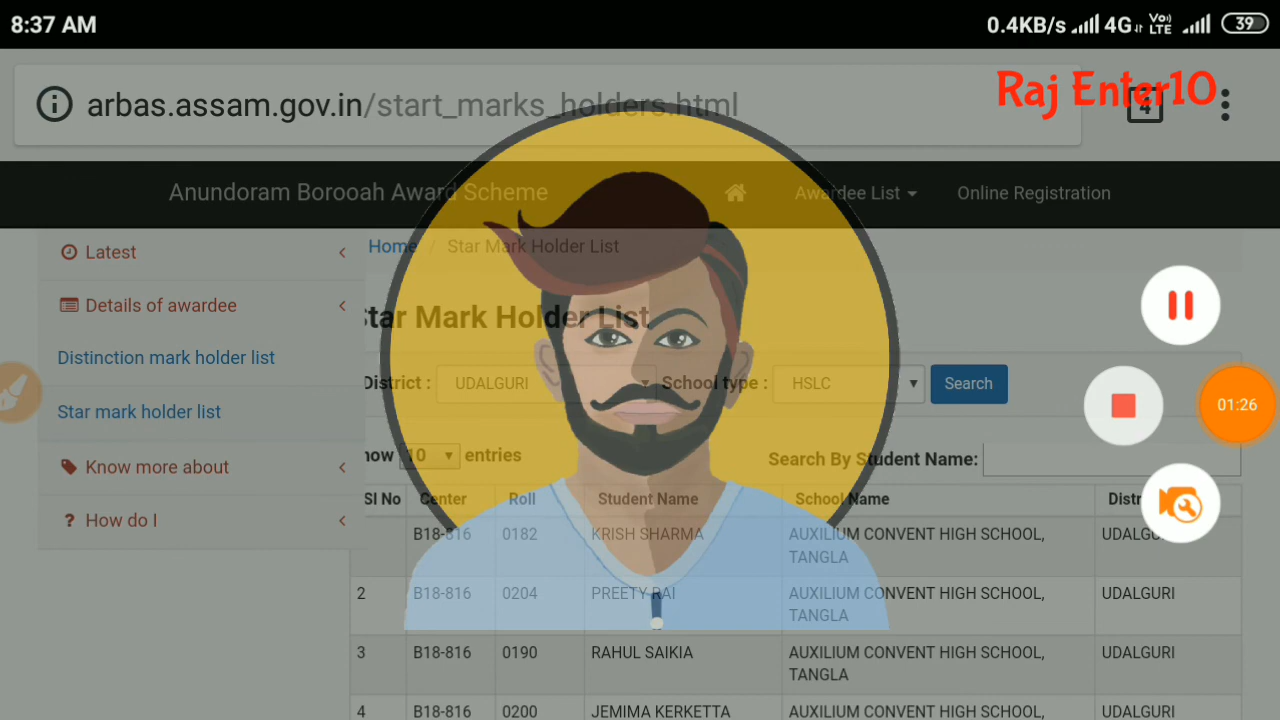 8:37 AM
0.4KB/s 4G Vo) LTE 39
arbas.assam.gov.in/start_marks_holders.html
4
Raj Enter10
Anundoram Borooah Award Scheme
Awardee List
Online Registration
Latest
Details of awardee
Distinction mark holder list
Star mark holder list
Know more about
? How do I
Home / Star Mark Holder List
Star Mark Holder List
District : UDALGURI School type : HSLC Search
how 10 entries
Search By Student Name:
01:26
Sl No Center Roll Student Name School Name Distr
B18-816 0182 KRISH SHARMA AUXILIUM CONVENT HIGH SCHOOL, UDALGU
TANGLA
2 B18-816 0204 PREETY RAI AUXILIUM CONVENT HIGH SCHOOL, UDALGURI
TANGLA
3 B18-816 0190 RAHUL SAIKIA AUXILIUM CONVENT HIGH SCHOOL, UDALGURI
TANGLA
4 B18-816 0200 JEMIMA KERKETTA AUXILIUM CONVENT HIGH SCHOOL, UDALGURI